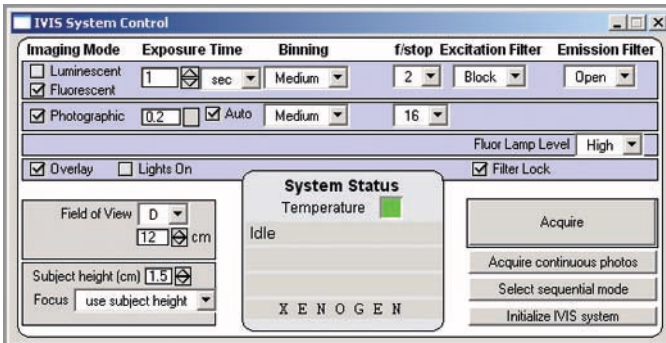 IVIS System Control
Imaging Mode Exposure Time Binning f/stop Excitation Filter Emission Filter
Luminescent
Fluorescent
1 sec Medium 2 Block Open
Photographic 0.2 Auto Medium 16
Fluor Lamp Level High
Overlay Lights On Filter Lock
System Status
Temperature
Idle
XENOGEN
Field of View D
12 cm
Subject height (cm) 1.5
Focus use subject height
Acquire
Acquire continuous photos
Select sequential mode
Initialize IVIS system